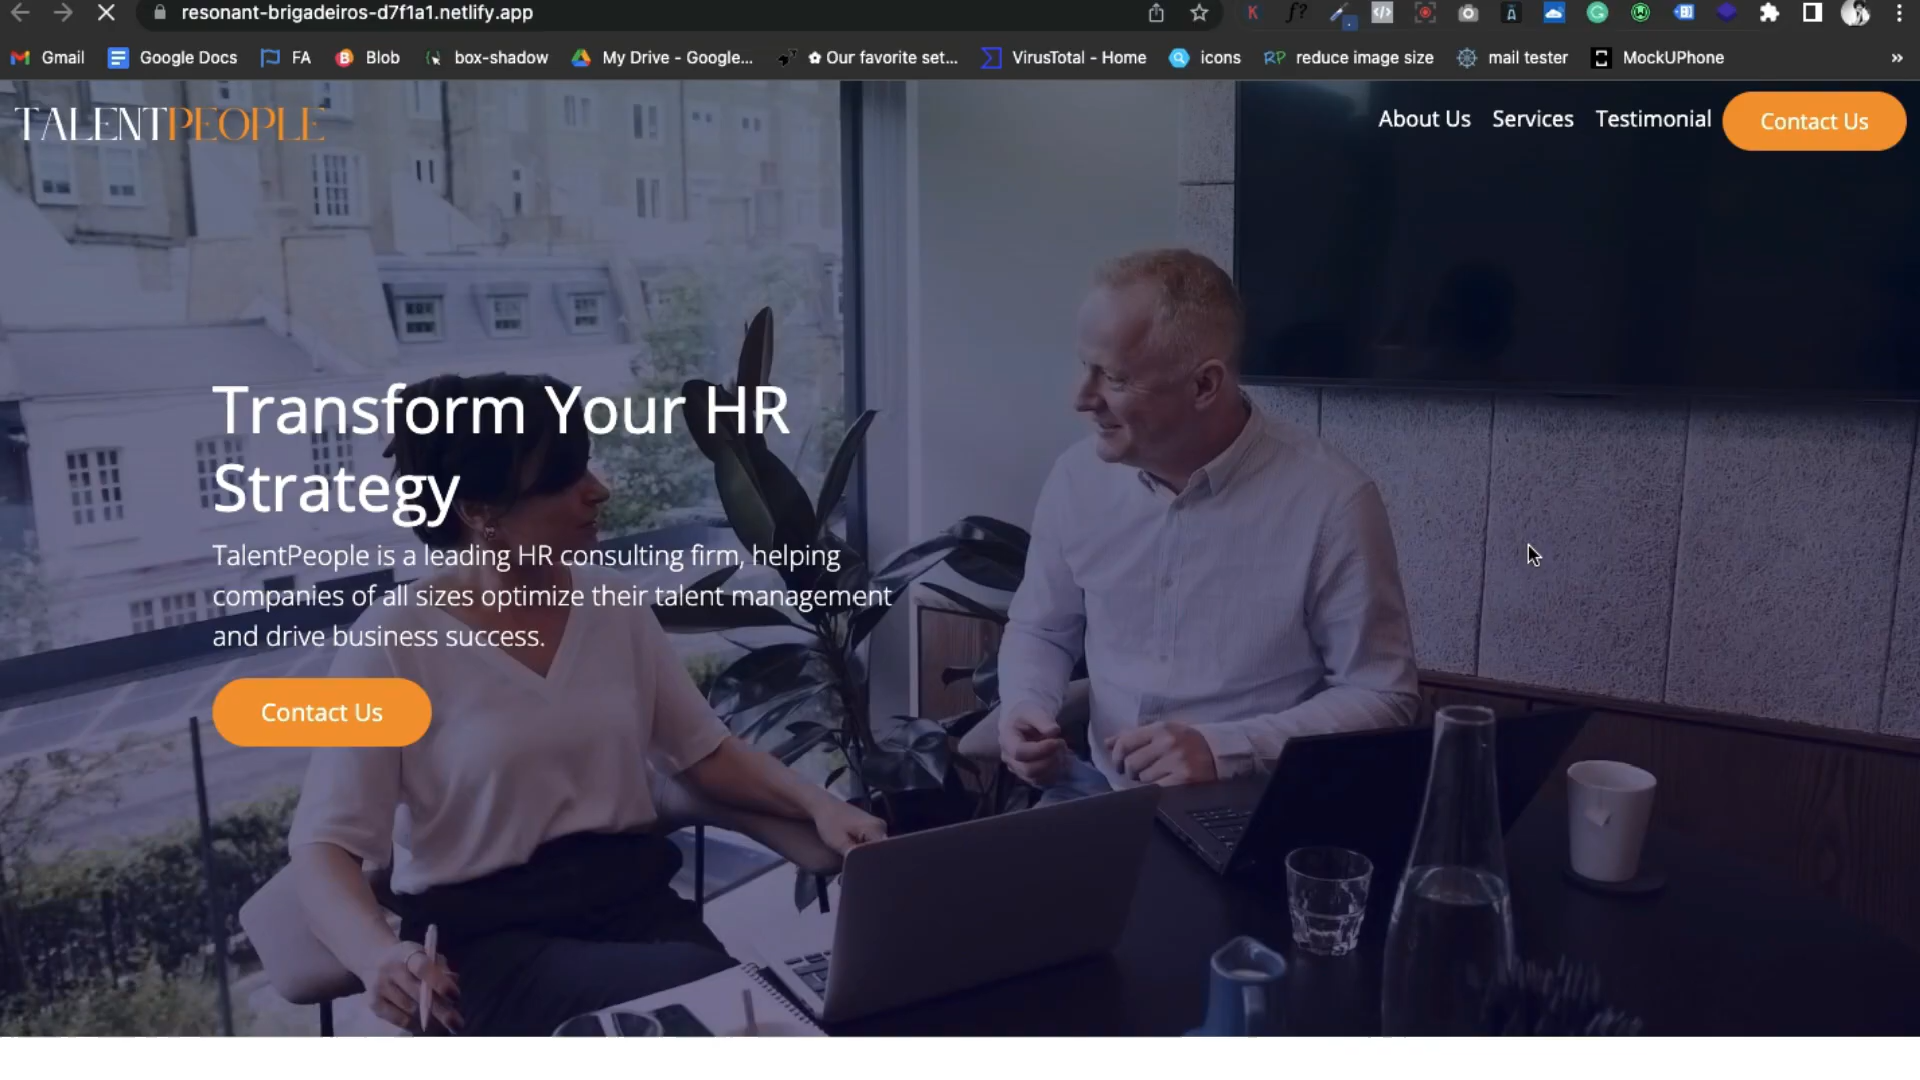 resonant-brigadeiros-d7f1a1.netlify.app
Gmail Google Docs FA Blob box-shadow My Drive - Google... ✿ Our favorite set... VirusTotal - Home icons reduce image size mail tester MockUPhone »
TALENTPEOPLE
About Us Services Testimonial Contact Us
Transform Your HR
Strategy
TalentPeople is a leading HR consulting firm, helping
companies of all sizes optimize their talent management
and drive business success.
Contact Us